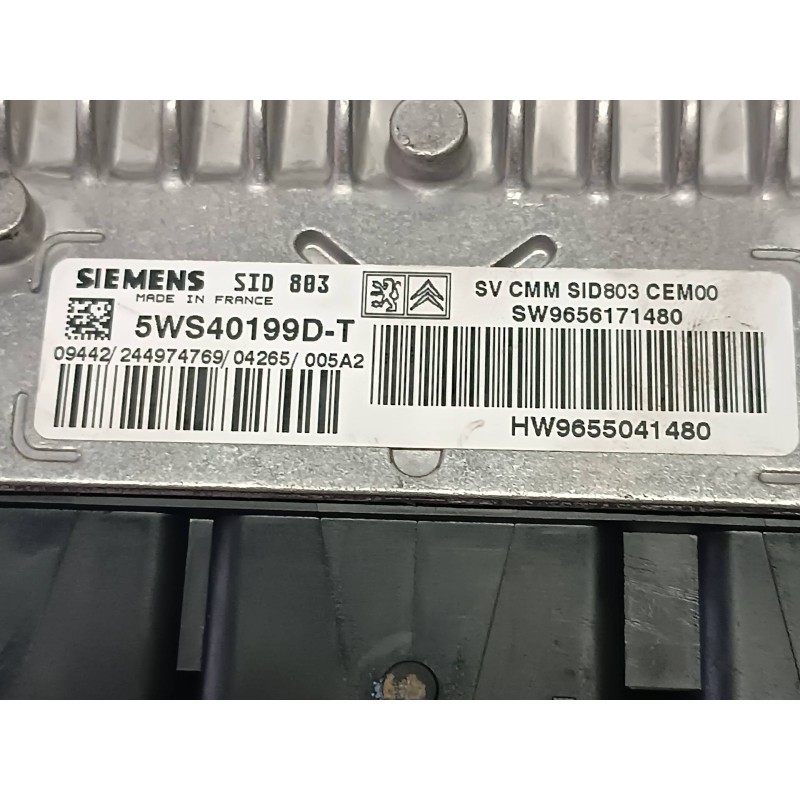 SIEMENS SID 803
MADE IN FRANCE
5WS40199D-T
09442/244974769/04265/005A2
SV CMM SID803 CEM00
SW9656171480
HW9655041480